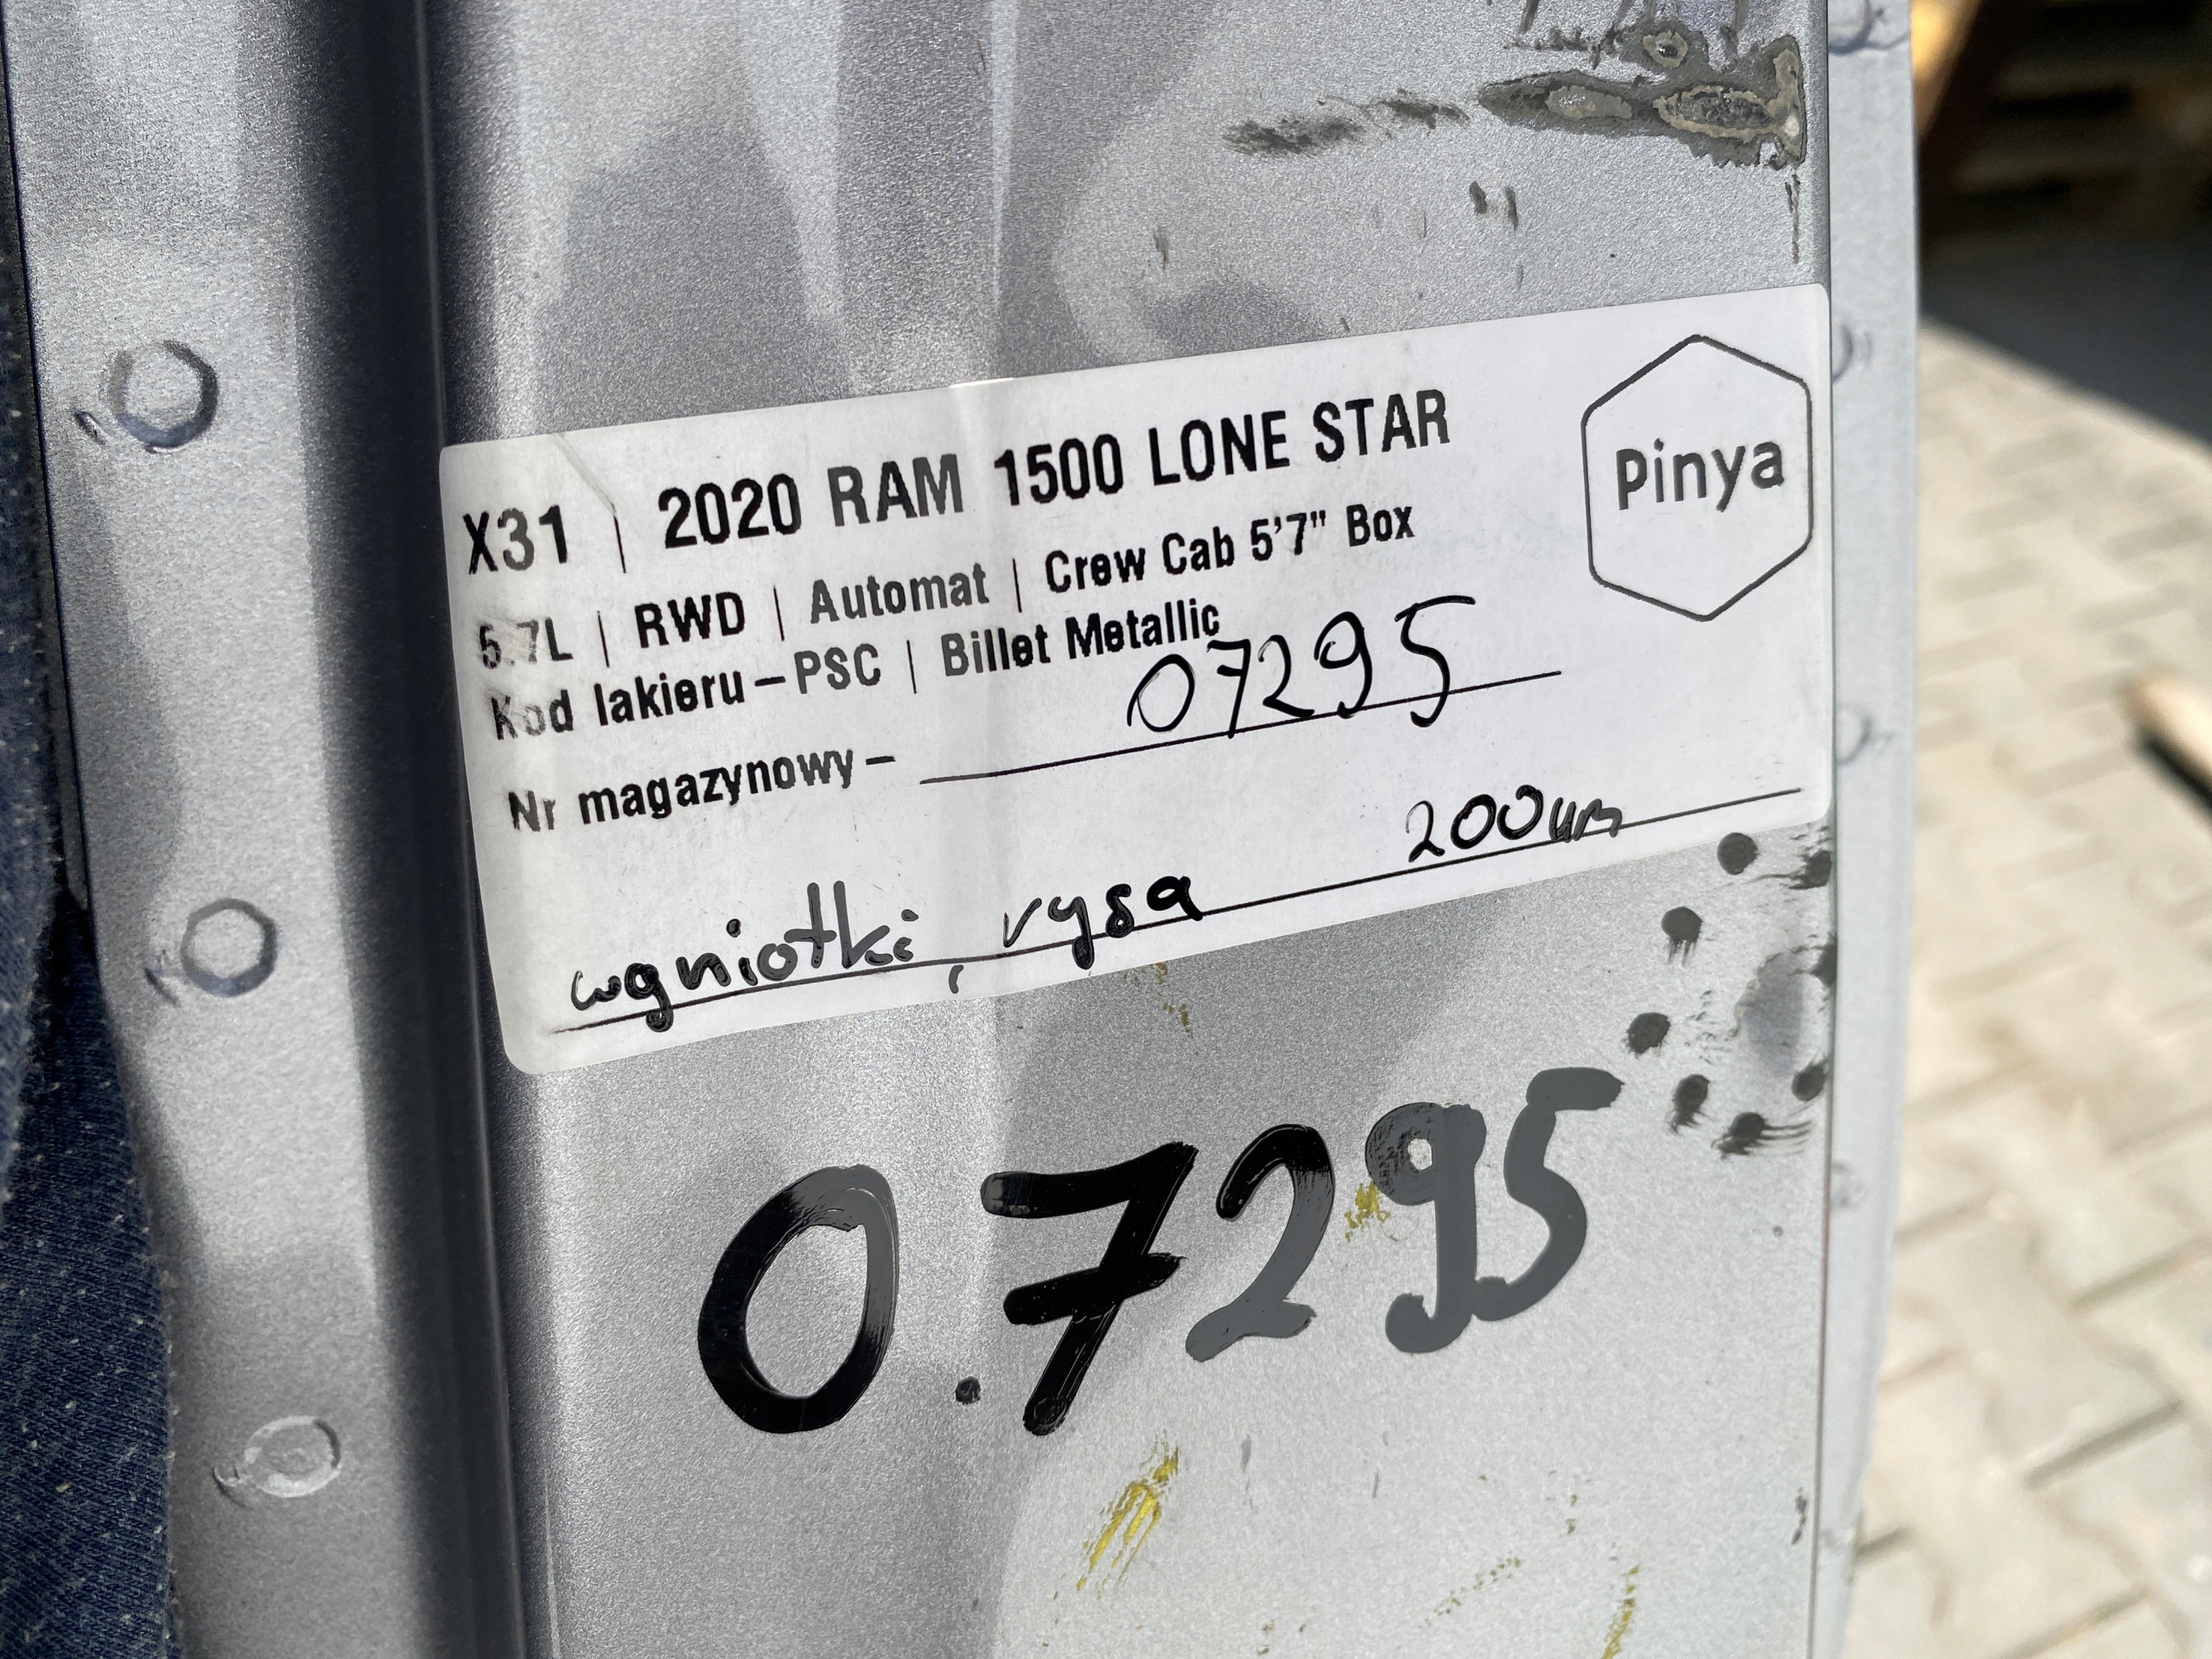 X31 | 2020 RAM 1500 LONE STAR
Pinya
5.7L | RWD | Automat | Crew Cab 5'7" Box
Kod lakieru – PSC | Billet Metallic
Nr magazynowy – 07295
wgniotki, rysa 200um
0.7295